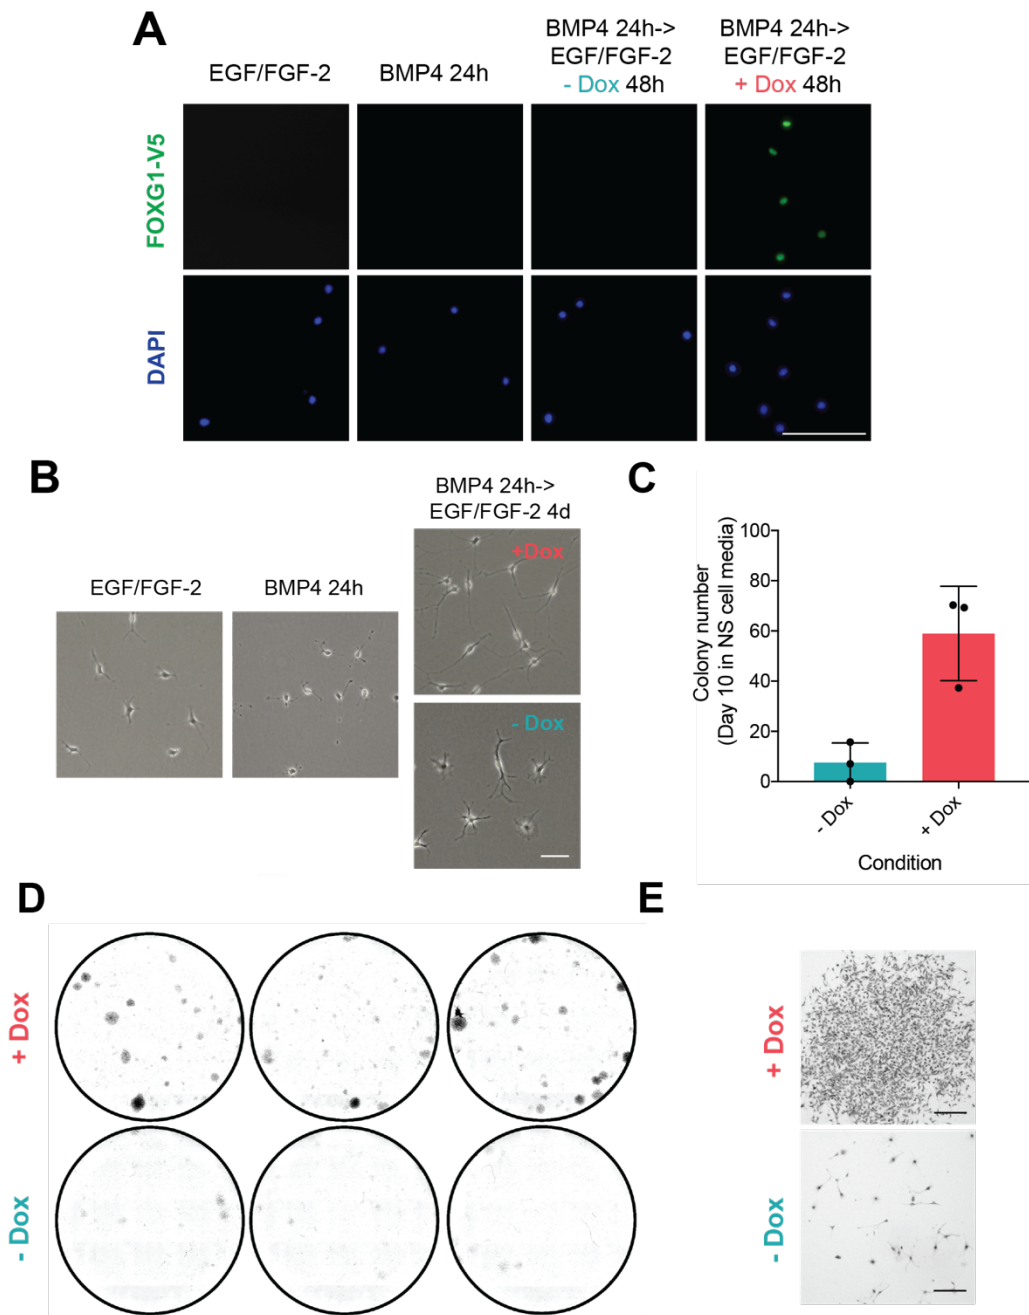 A
EGF/FGF-2
BMP4 24h
BMP4 24h->
EGF/FGF-2
- Dox 48h
BMP4 24h->
EGF/FGF-2
+ Dox 48h
FOXG1-V5
DAPI
B
EGF/FGF-2
BMP4 24h
BMP4 24h->
EGF/FGF-2 4d
+Dox
- Dox
C
Colony number
(Day 10 in NS cell media)
100
80
60
40
20
0
- Dox
+ Dox
Condition
D
+ Dox
- Dox
E
+ Dox
- Dox